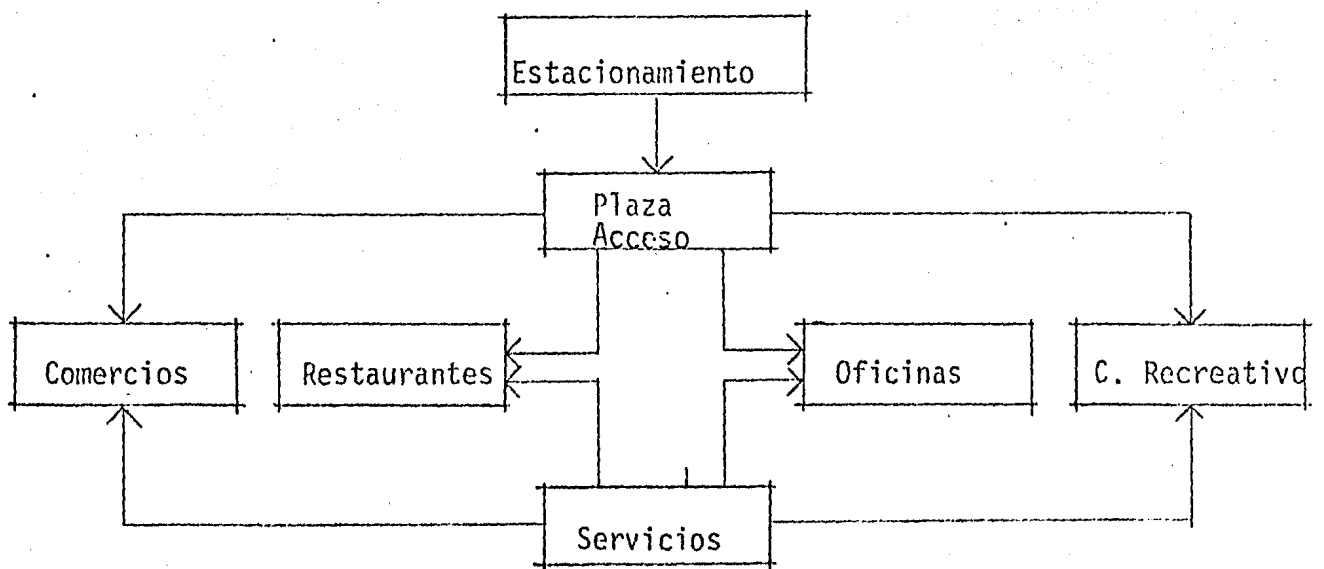 Estacionamiento
Plaza
Acceso
Comercios
Restaurantes
Oficinas
C. Recreativo
Servicios